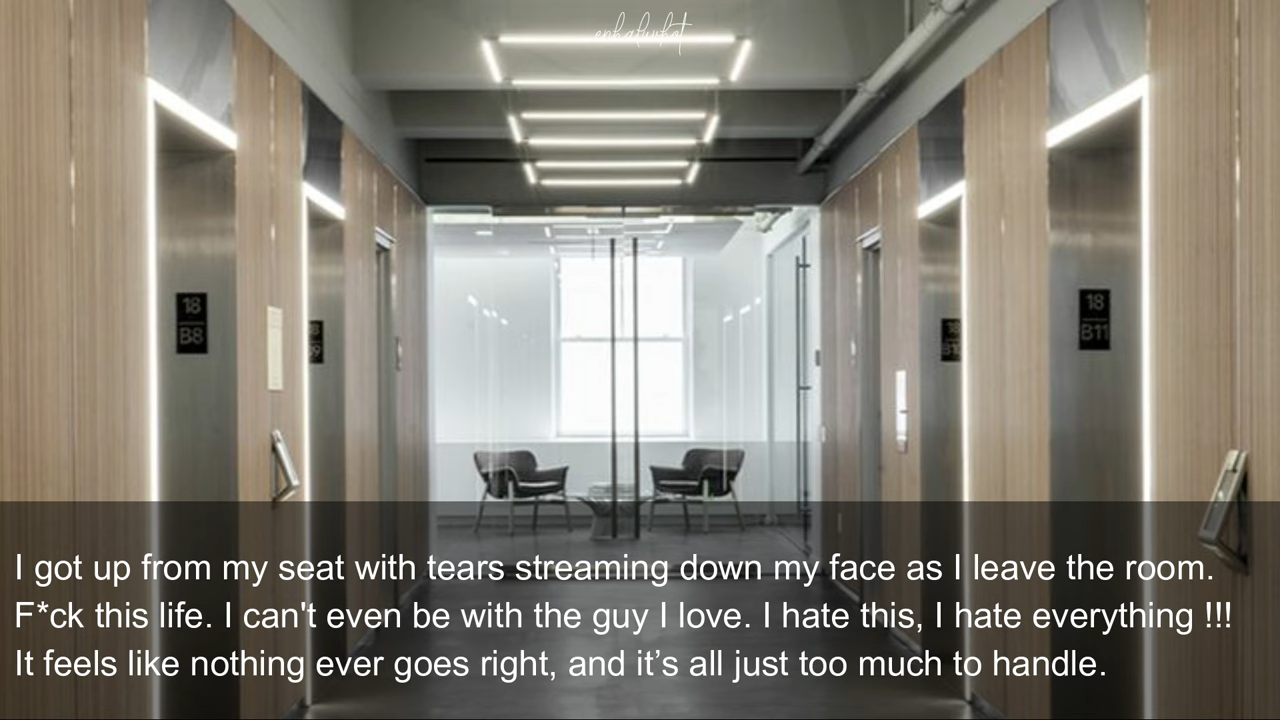 18
B8
18
B11
I got up from my seat with tears streaming down my face as I leave the room.
F*ck this life. I can't even be with the guy I love. I hate this, I hate everything !!!
It feels like nothing ever goes right, and it’s all just too much to handle.